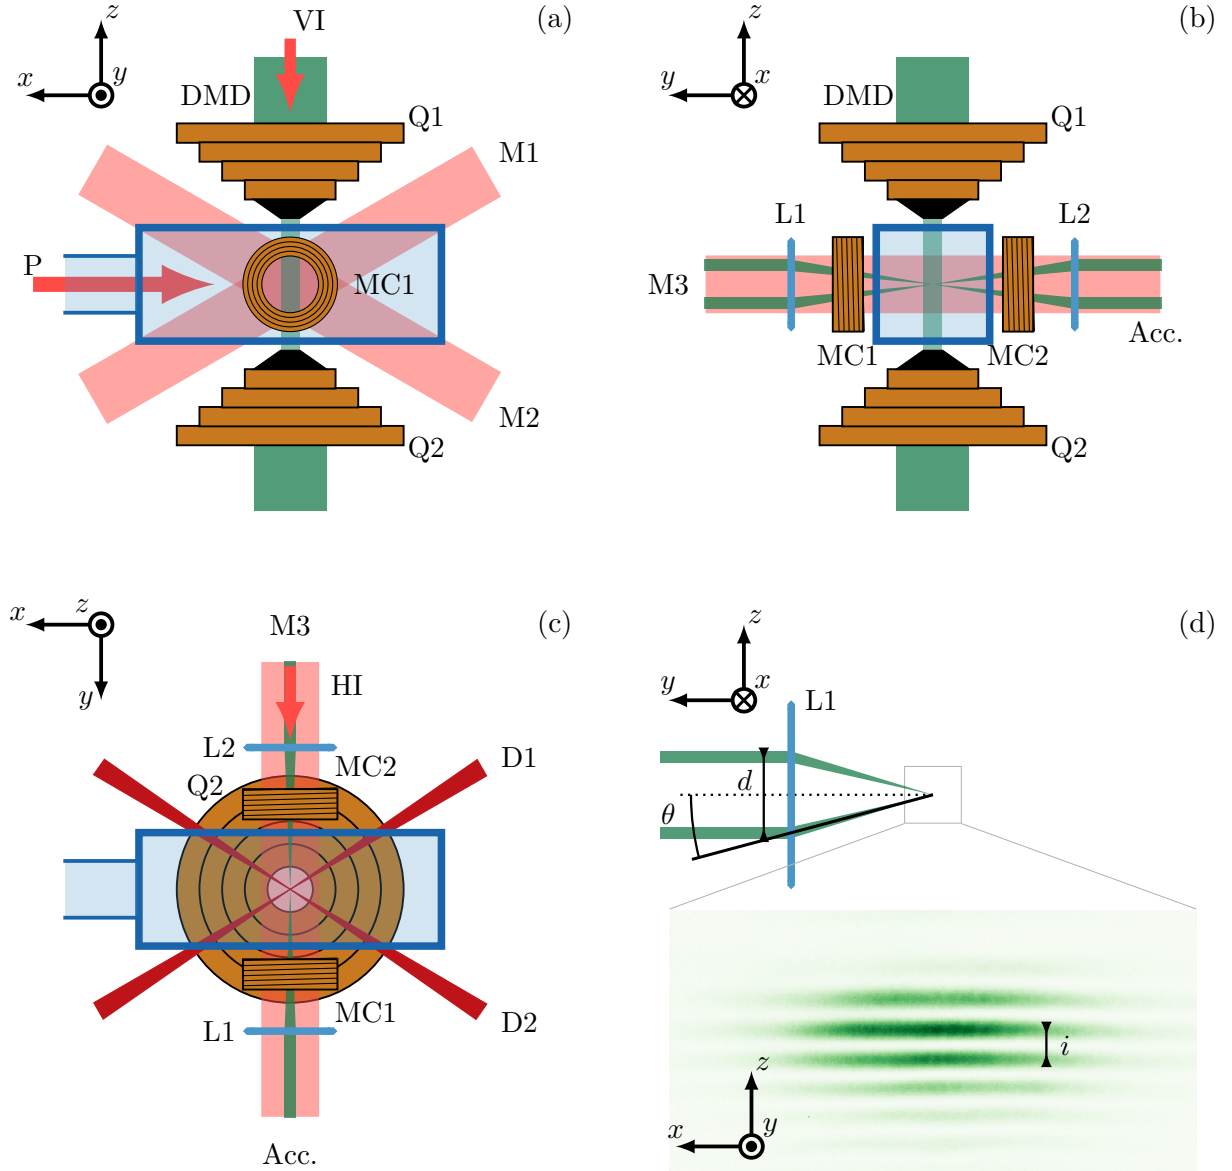 z
VI
(a)
x
y
DMD
Q1
M1
P
MC1
M2
Q2
z
(b)
y
x
DMD
Q1
L1
L2
M3
MC1
MC2
Acc.
Q2
x
z
M3
(c)
y
HI
L2
MC2
D1
Q2
MC1
L1
D2
Acc.
z
(d)
y
x
L1
d
θ
i
z
x
y